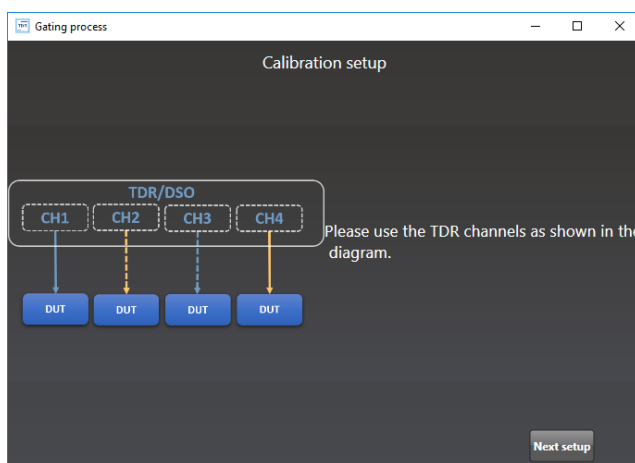 Gating process
Calibration setup
TDR/DSO
CH1 CH2 CH3 CH4
Please use the TDR channels as shown in the
diagram.
DUT DUT DUT DUT
Next setup